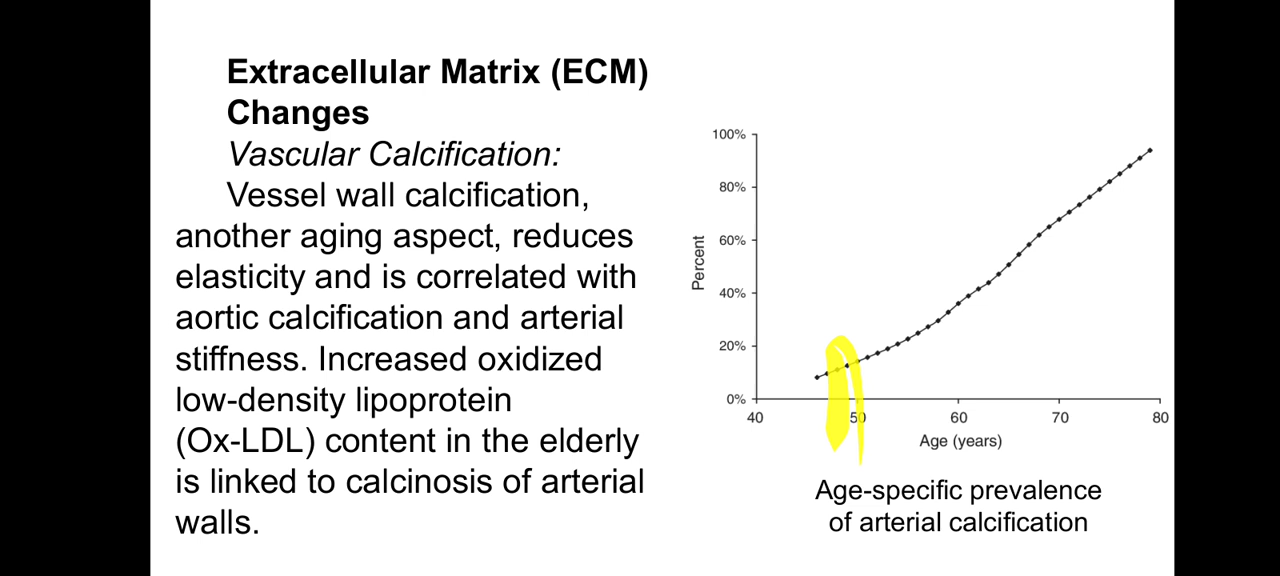 Extracellular Matrix (ECM)
Changes
Vascular Calcification:
Vessel wall calcification,
another aging aspect, reduces
elasticity and is correlated with
aortic calcification and arterial
stiffness. Increased oxidized
low-density lipoprotein
(Ox-LDL) content in the elderly
is linked to calcinosis of arterial
walls.
100%
80%
60%
40%
20%
0%
Percent
40 50 60 70 80
Age (years)
Age-specific prevalence
of arterial calcification